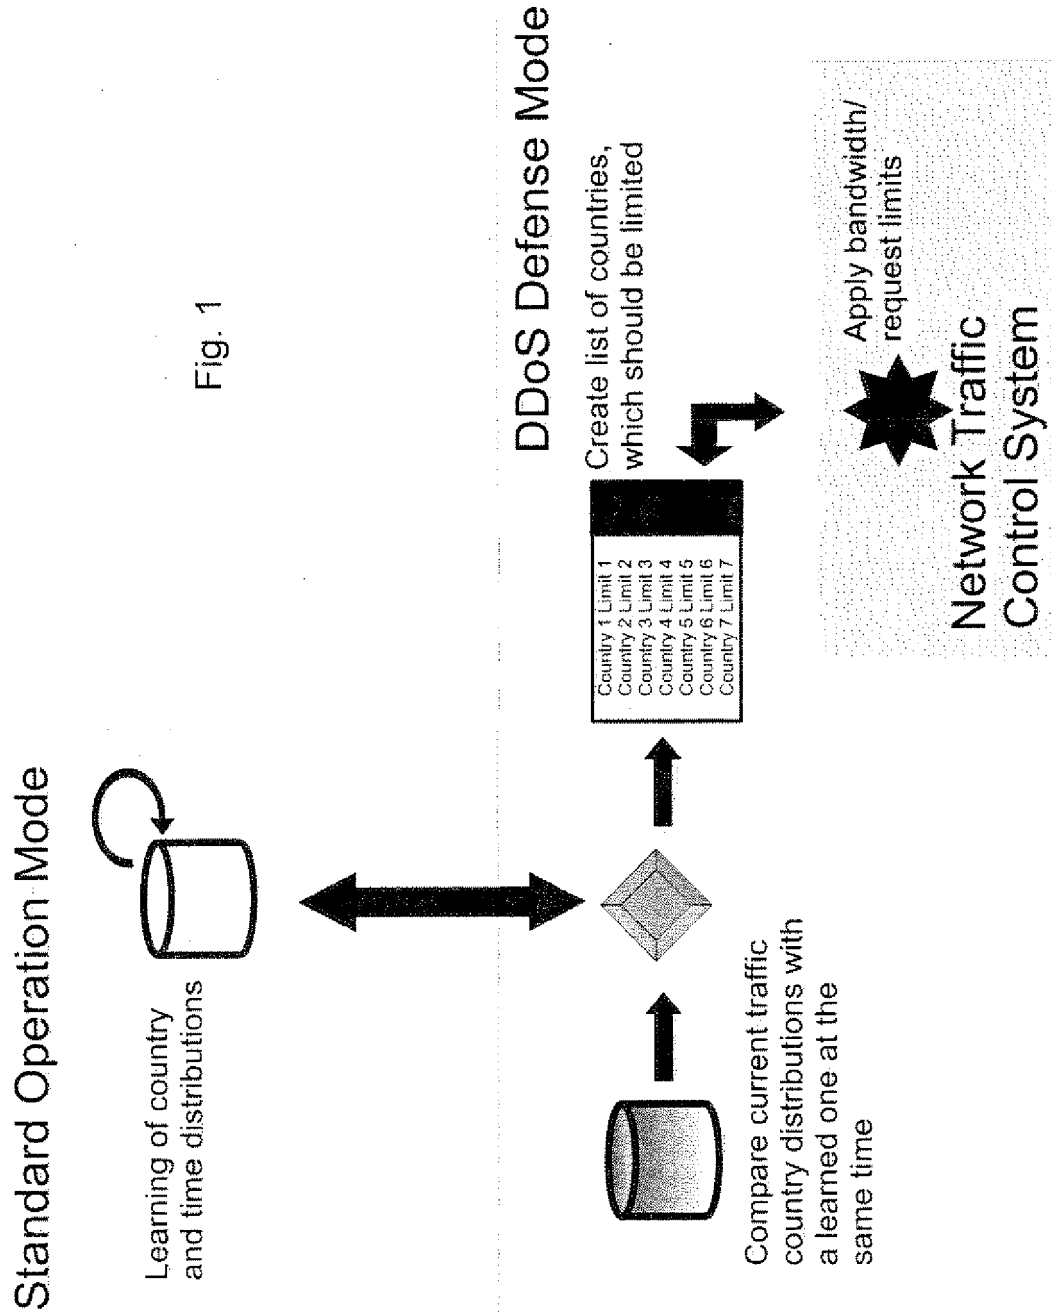 Standard Operation Mode
Learning of country
and time distributions
Fig. 1
DDoS Defense Mode
Compare current traffic
country distributions with
a learned one at the
same time
Country 1 Limit 1
Country 2 Limit 2
Country 3 Limit 3
Country 4 Limit 4
Country 5 Limit 5
Country 6 Limit 6
Country 7 Limit 7
Create list of countries,
which should be limited
Apply bandwidth/
request limits
Network Traffic
Control System